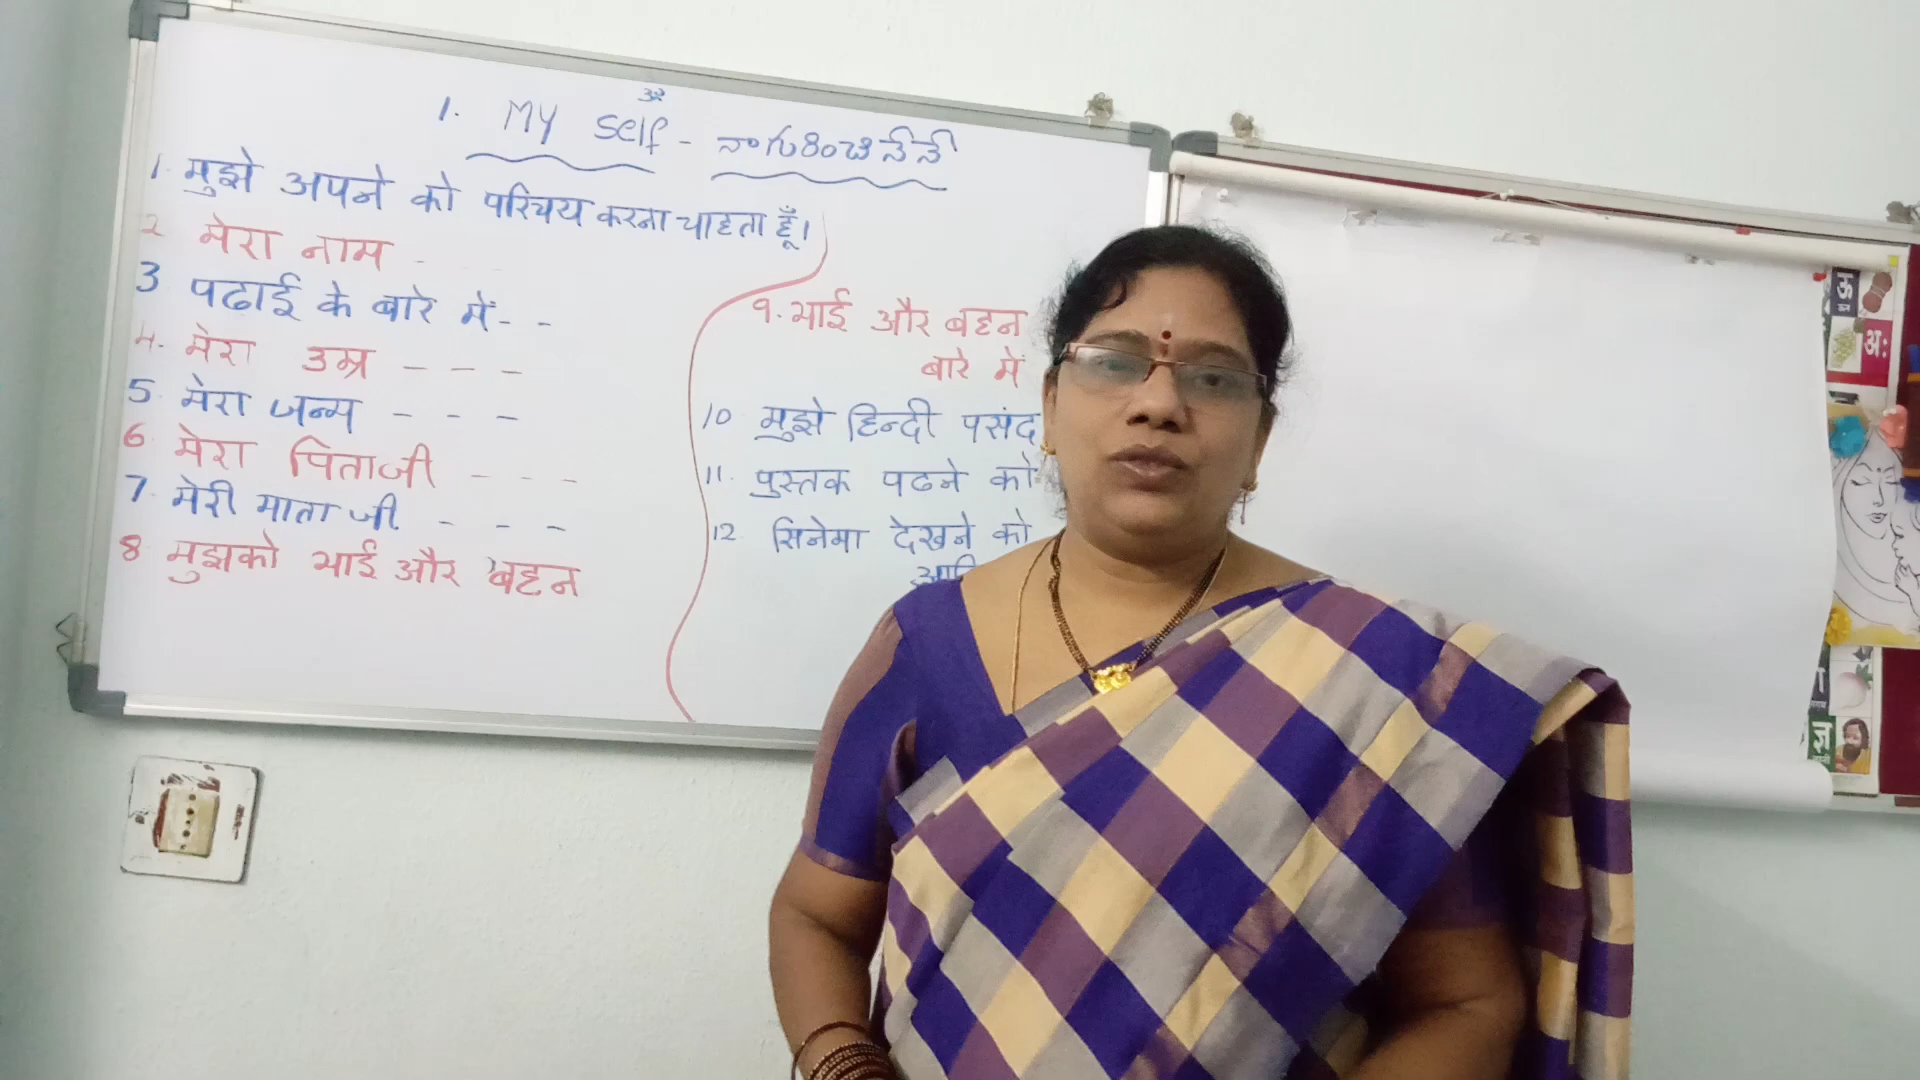 ॐ
1. My self - నా గురించి నేనే
1. मुझे अपने को परिचय करना चाहता हूँ।
2 मेरा नाम - - -
3 पढाई के बारे में - -
4. मेरा उम्र - - -
5. मेरा जन्म - - -
6 मेरा पिताजी - - -
7. मेरी माता जी - - -
8 मुझको भाई और बहन
9. भाई और बहन
बारे में
10 मुझे हिन्दी पसंद
11. पुस्तक पढने को
12 सिनेमा देखने को
ऊ
अः
ज्ञ